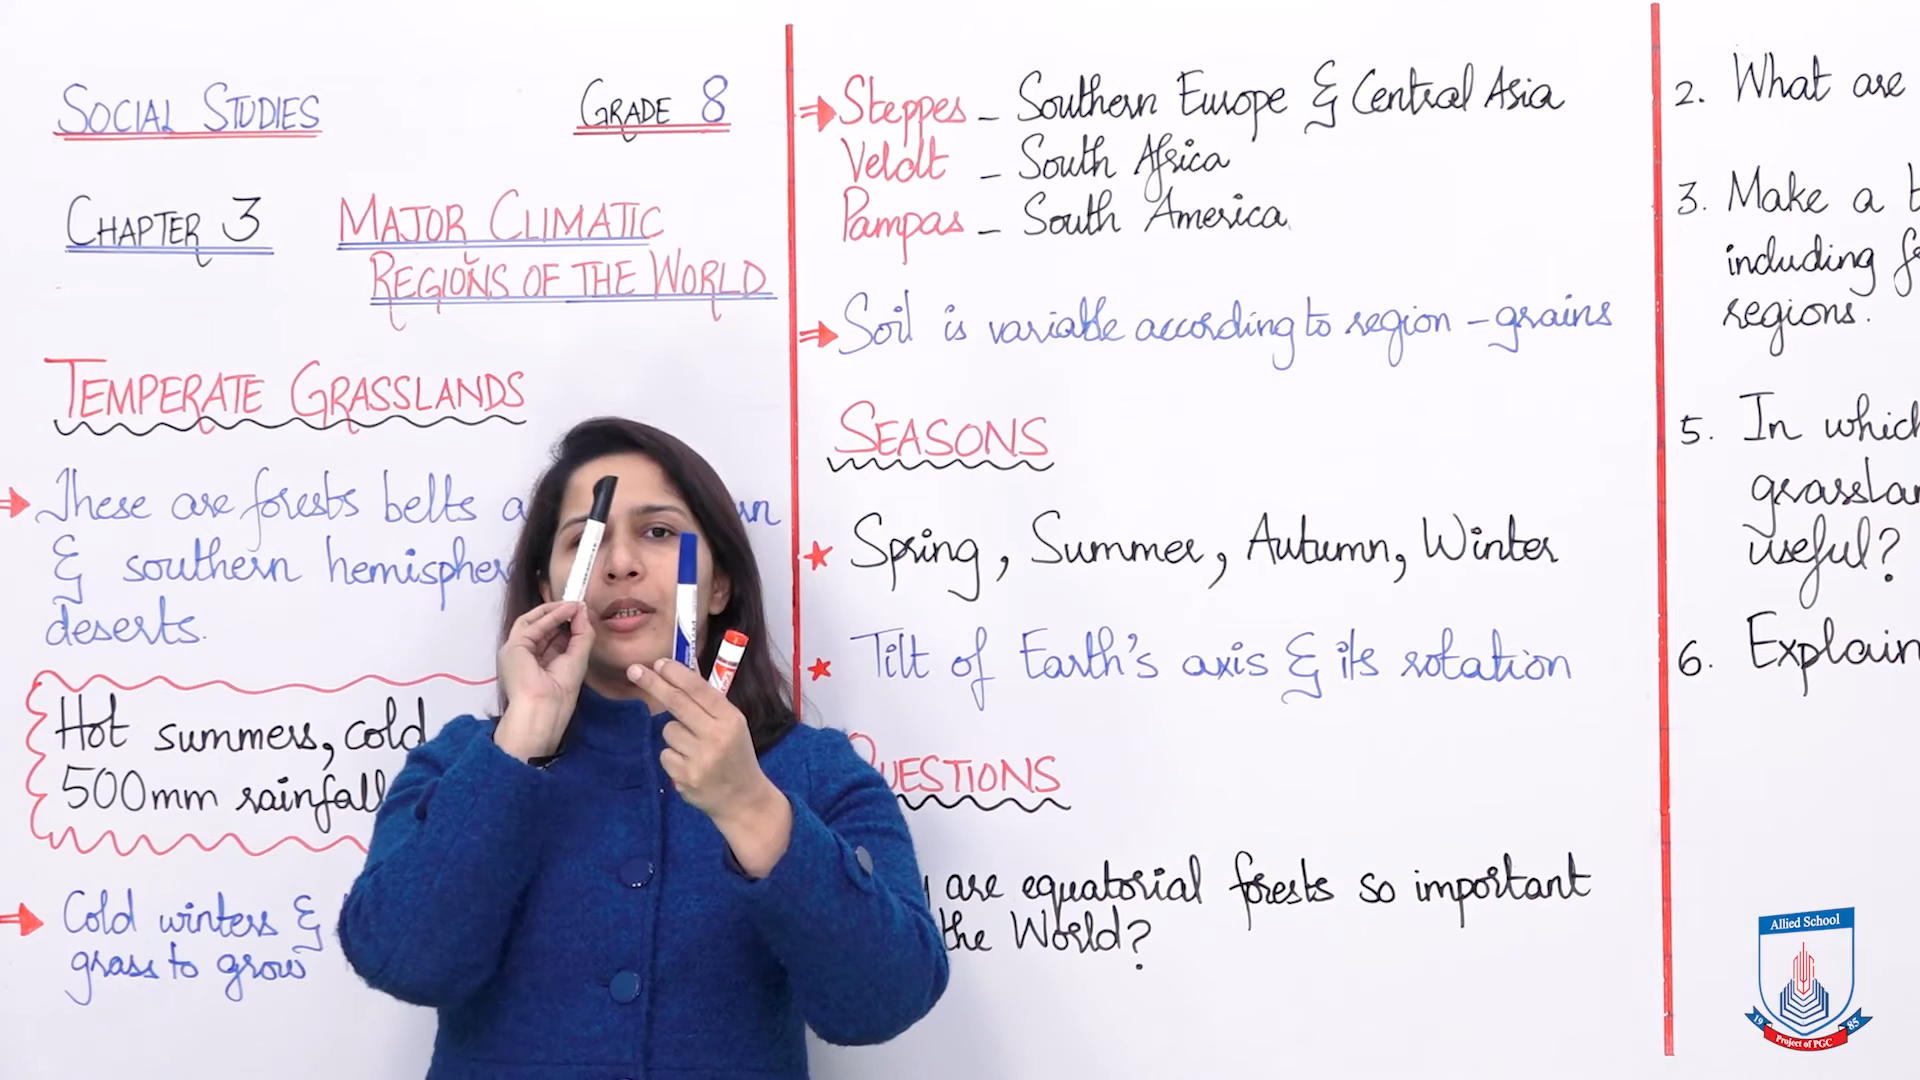 SOCIAL STUDIES
GRADE 8
CHAPTER 3
MAJOR CLIMATIC
REGIONS OF THE WORLD
TEMPERATE GRASSLANDS
These are forests belts
& southern hemispher
deserts.
Hot summers, cold
500mm rainfall
Cold winters &
grass to grow
Steppes - Southern Europe & Central Asia
Veldt - South Africa
Pampas - South America
Soil is variable according to region - grains
SEASONS
Spring, Summer, Autumn, Winter
Tilt of Earth's axis & its rotation
QUESTIONS
are equatorial forests so important
the World?
2. What are
3. Make a
including
regions.
5. In which
grasslan
useful?
6. Explain
Allied School
1985
Project of PGC